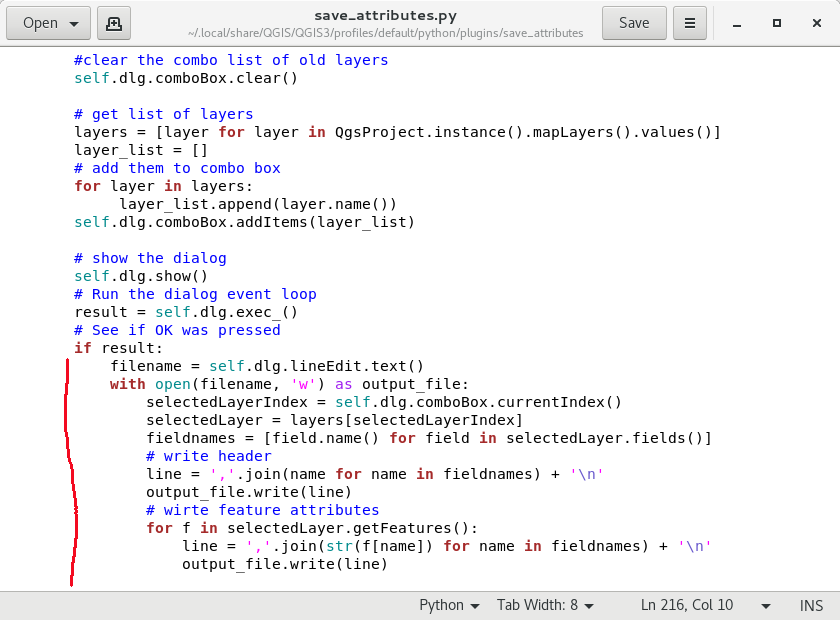 Open
save_attributes.py
~/.local/share/QGIS/QGIS3/profiles/default/python/plugins/save_attributes
Save
#clear the combo list of old layers
self.dlg.comboBox.clear()
# get list of layers
layers = [layer for layer in QgsProject.instance().mapLayers().values()]
layer_list = []
# add them to combo box
for layer in layers:
     layer_list.append(layer.name())
self.dlg.comboBox.addItems(layer_list)
# show the dialog
self.dlg.show()
# Run the dialog event loop
result = self.dlg.exec_()
# See if OK was pressed
if result:
    filename = self.dlg.lineEdit.text()
    with open(filename, 'w') as output_file:
        selectedLayerIndex = self.dlg.comboBox.currentIndex()
        selectedLayer = layers[selectedLayerIndex]
        fieldnames = [field.name() for field in selectedLayer.fields()]
        # write header
        line = ','.join(name for name in fieldnames) + '\n'
        output_file.write(line)
        # wirte feature attributes
        for f in selectedLayer.getFeatures():
            line = ','.join(str(f[name]) for name in fieldnames) + '\n'
            output_file.write(line)
Python Tab Width: 8 Ln 216, Col 10 INS